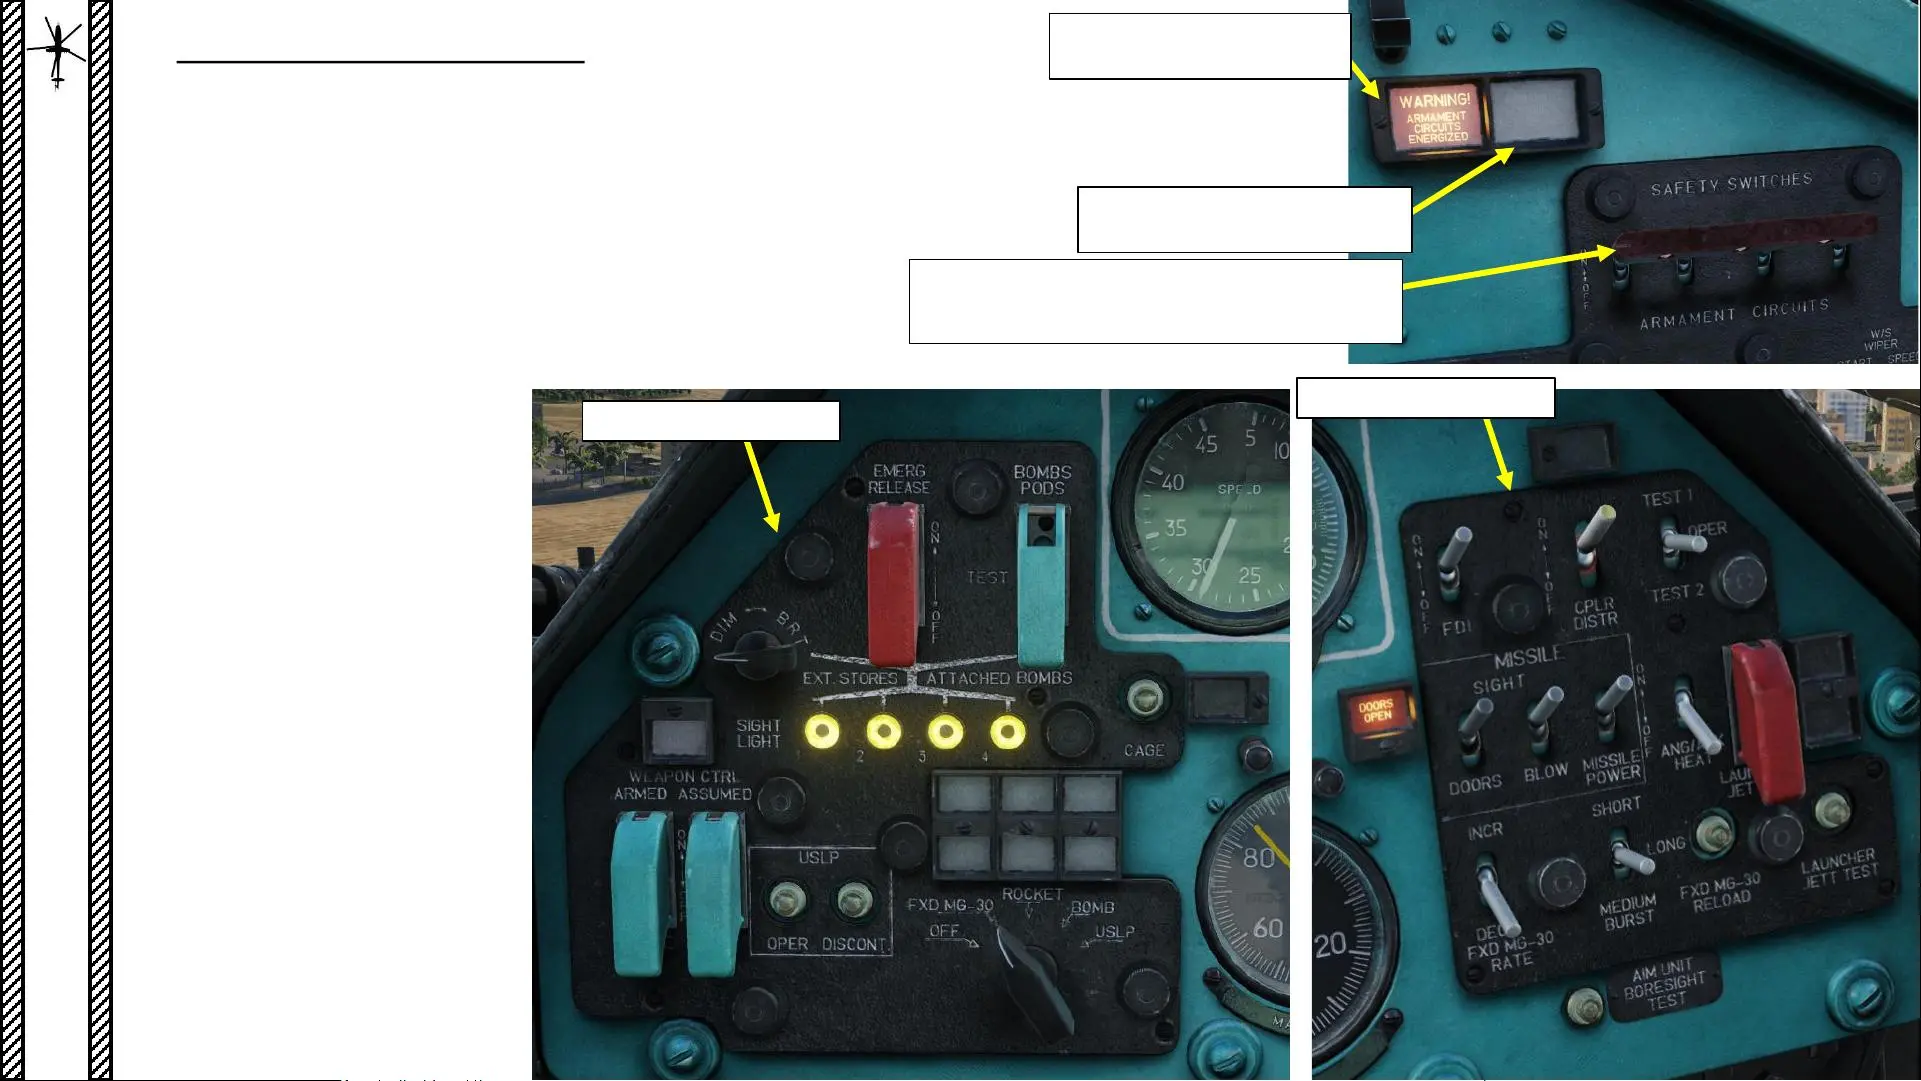 WARNING!
ARMAMENT
CIRCUITS
ENERGIZED
SAFETY SWITCHES
ON
OFF
ARMAMENT CIRCUITS
W/S
WIPER
START SPEED
EMERG
RELEASE
BOMBS
PODS
ON
OFF
TEST
DIM
BRT
EXT. STORES ATTACHED BOMBS
SIGHT
LIGHT
1 2 3 4
CAGE
WEAPON CTRL
ARMED ASSUMED
ON
USLP
OPER DISCONT.
FXD MG-30
ROCKET
BOMB
OFF
USLP
45 5 10
40
SPEED
35
30 25
80
60
TEST 1
ON
OFF
ON
OFF
OPER
FDI
CPLR
DISTR
TEST 2
MISSILE
SIGHT
ON
OFF
DOORS
OPEN
DOORS
BLOW
MISSILE
POWER
HEAT
SHORT
INCR
LONG
MEDIUM
BURST
FXD MG-30
RELOAD
LAUNCHER
JETT TEST
FXD MG-30
RATE
20
AIM UNIT
BORESIGHT
TEST